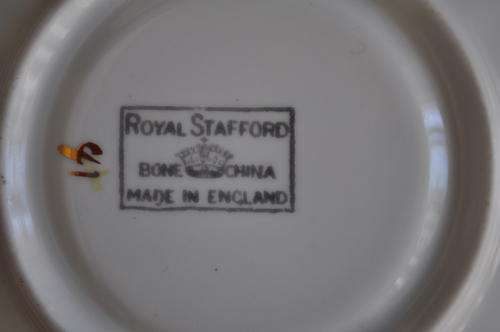 ROYAL STAFFORD
BONE CHINA
MADE IN ENGLAND